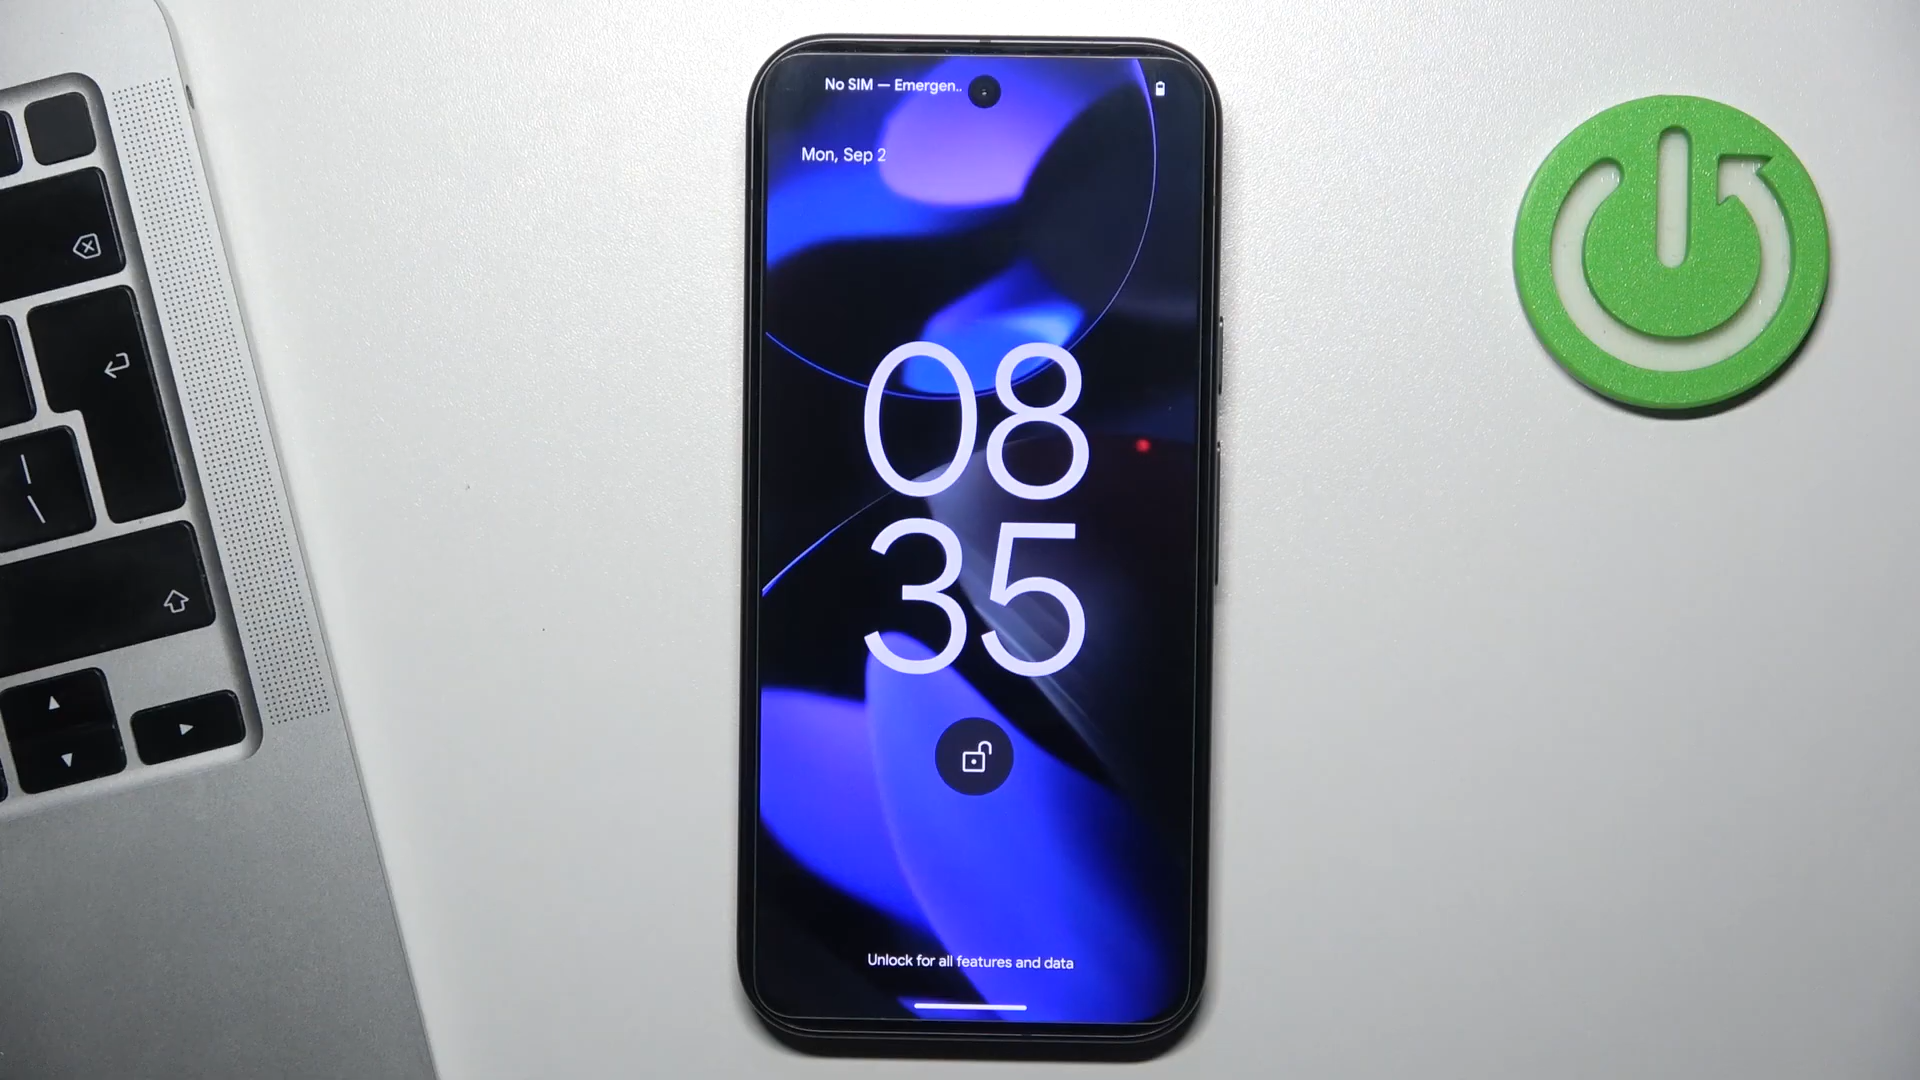 No SIM — Emergen..
Mon, Sep 2
08
35
Unlock for all features and data